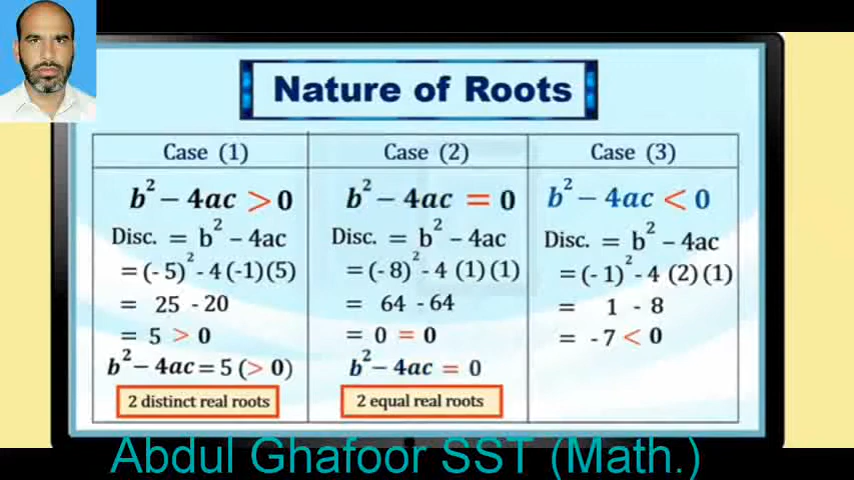 Nature of Roots
Case (1)
b² – 4ac > 0
Disc. = b² – 4ac
= (- 5)² - 4 (-1) (5)
= 25 - 20
= 5 > 0
b² – 4ac = 5 (> 0)
2 distinct real roots
Case (2)
b² – 4ac = 0
Disc. = b² – 4ac
= (- 8)² - 4 (1) (1)
= 64 - 64
= 0 = 0
b² – 4ac = 0
2 equal real roots
Case (3)
b² – 4ac < 0
Disc. = b² – 4ac
= (- 1)² - 4 (2) (1)
= 1 - 8
= -7 < 0
Abdul Ghafoor SST (Math.)